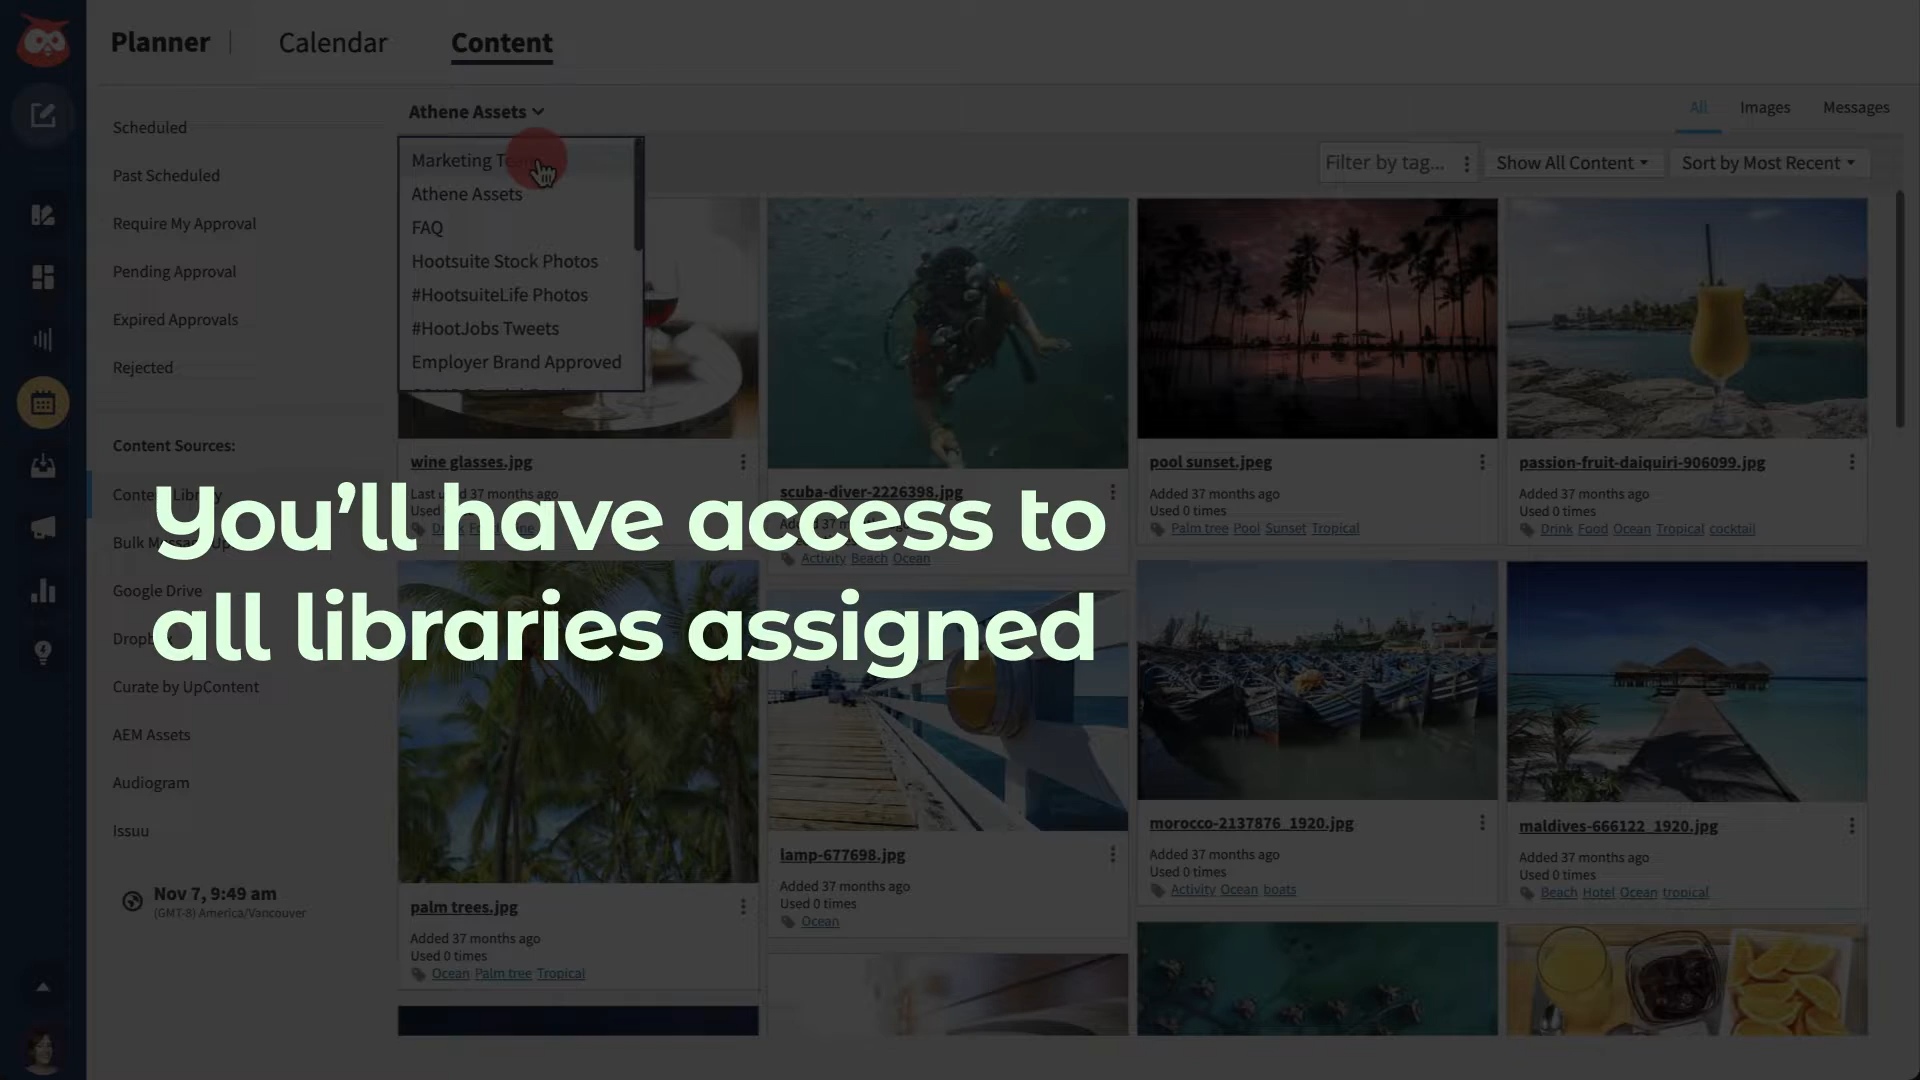 Planner
Calendar
Content
Scheduled
Past Scheduled
Require My Approval
Pending Approval
Expired Approvals
Rejected
Content Sources:
Google Drive
Curate by UpContent
AEM Assets
Audiogram
Issuu
Nov 7, 9:49 am
(GMT-8) America/Vancouver
Athene Assets
Marketing
Athene Assets
FAQ
Hootsuite Stock Photos
#HootsuiteLife Photos
#HootJobs Tweets
Employer Brand Approved
All
Images
Messages
Filter by tag...
Show All Content
Sort by Most Recent
You'll have access to
all libraries assigned
wine glasses.jpg
37 months ago
scuba-diver-2226398.jpg
Activity Beach Ocean
pool sunset.jpeg
Added 37 months ago
Used 0 times
Palm tree Pool Sunset Tropical
passion-fruit-daiquiri-906099.jpg
Added 37 months ago
Used 0 times
Drink Food Ocean Tropical cocktail
palm trees.jpg
Added 37 months ago
Used 0 times
Ocean Palm tree Tropical
lamp-677698.jpg
Added 37 months ago
Used 0 times
Ocean
morocco-2137876_1920.jpg
Added 37 months ago
Used 0 times
Activity Ocean boats
maldives-666122_1920.jpg
Added 37 months ago
Used 0 times
Beach Hotel Ocean tropical